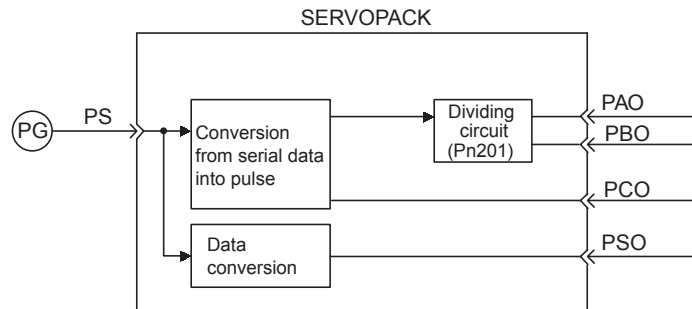 SERVOPACK
PG
PS
Conversion
from serial data
into pulse
Dividing
circuit
(Pn201)
PAO
PBO
PCO
Data
conversion
PSO